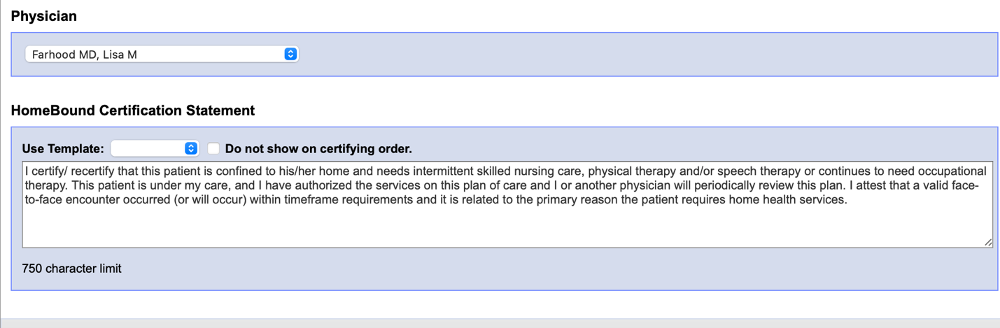 Physician
Farhood MD, Lisa M
HomeBound Certification Statement
Use Template: Do not show on certifying order.
I certify/ recertify that this patient is confined to his/her home and needs intermittent skilled nursing care, physical therapy and/or speech therapy or continues to need occupational
therapy. This patient is under my care, and I have authorized the services on this plan of care and I or another physician will periodically review this plan. I attest that a valid face-
to-face encounter occurred (or will occur) within timeframe requirements and it is related to the primary reason the patient requires home health services.
750 character limit